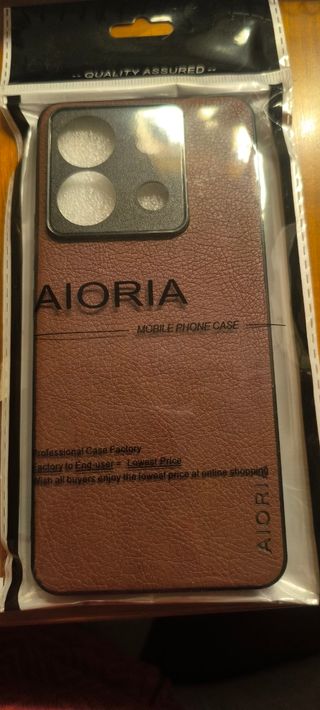 -- QUALITY ASSURED --
AIORIA
MOBILE PHONE CASE
Professional Case Factory
Factory to End-user = Lowest Price
Wish all buyers enjoy the lowest price at online shopping
AIORIA